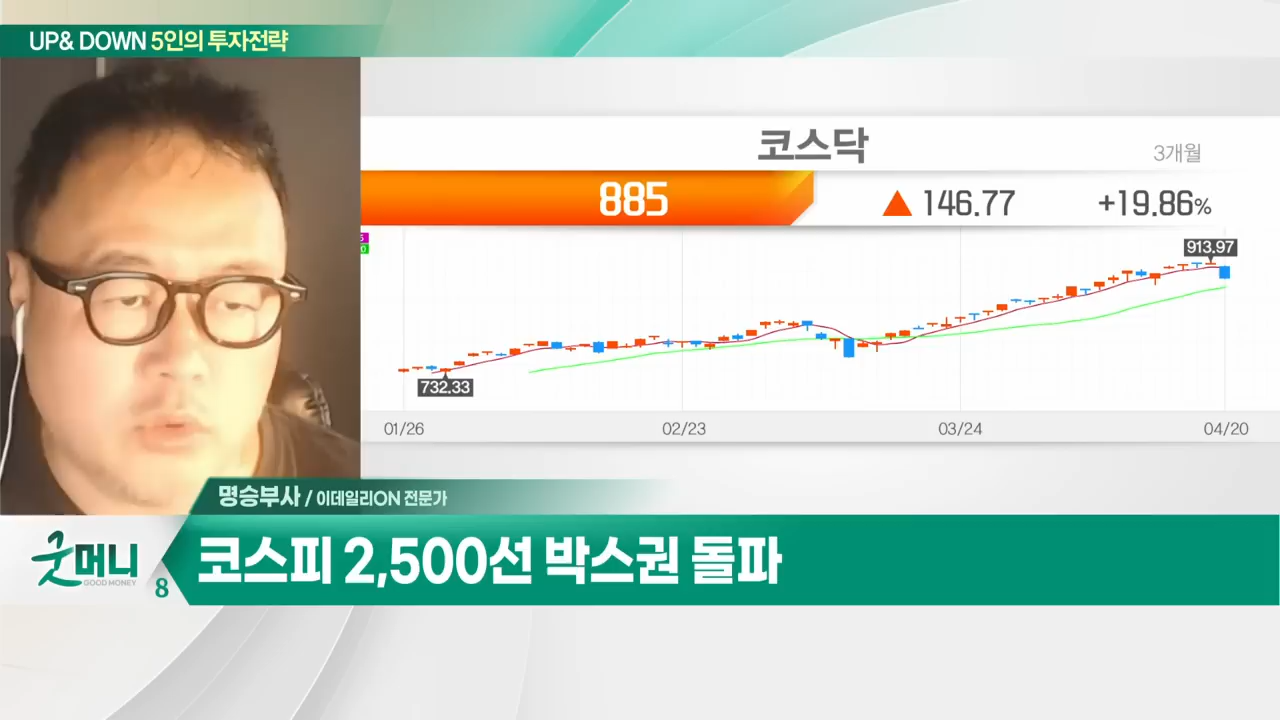 UP& DOWN 5인의 투자전략
코스닥
3개월
885
▲ 146.77
+19.86%
913.97
732.33
01/26
02/23
03/24
04/20
명승부사 / 이데일리ON 전문가
굿머니
GOOD MONEY
8
코스피 2,500선 박스권 돌파